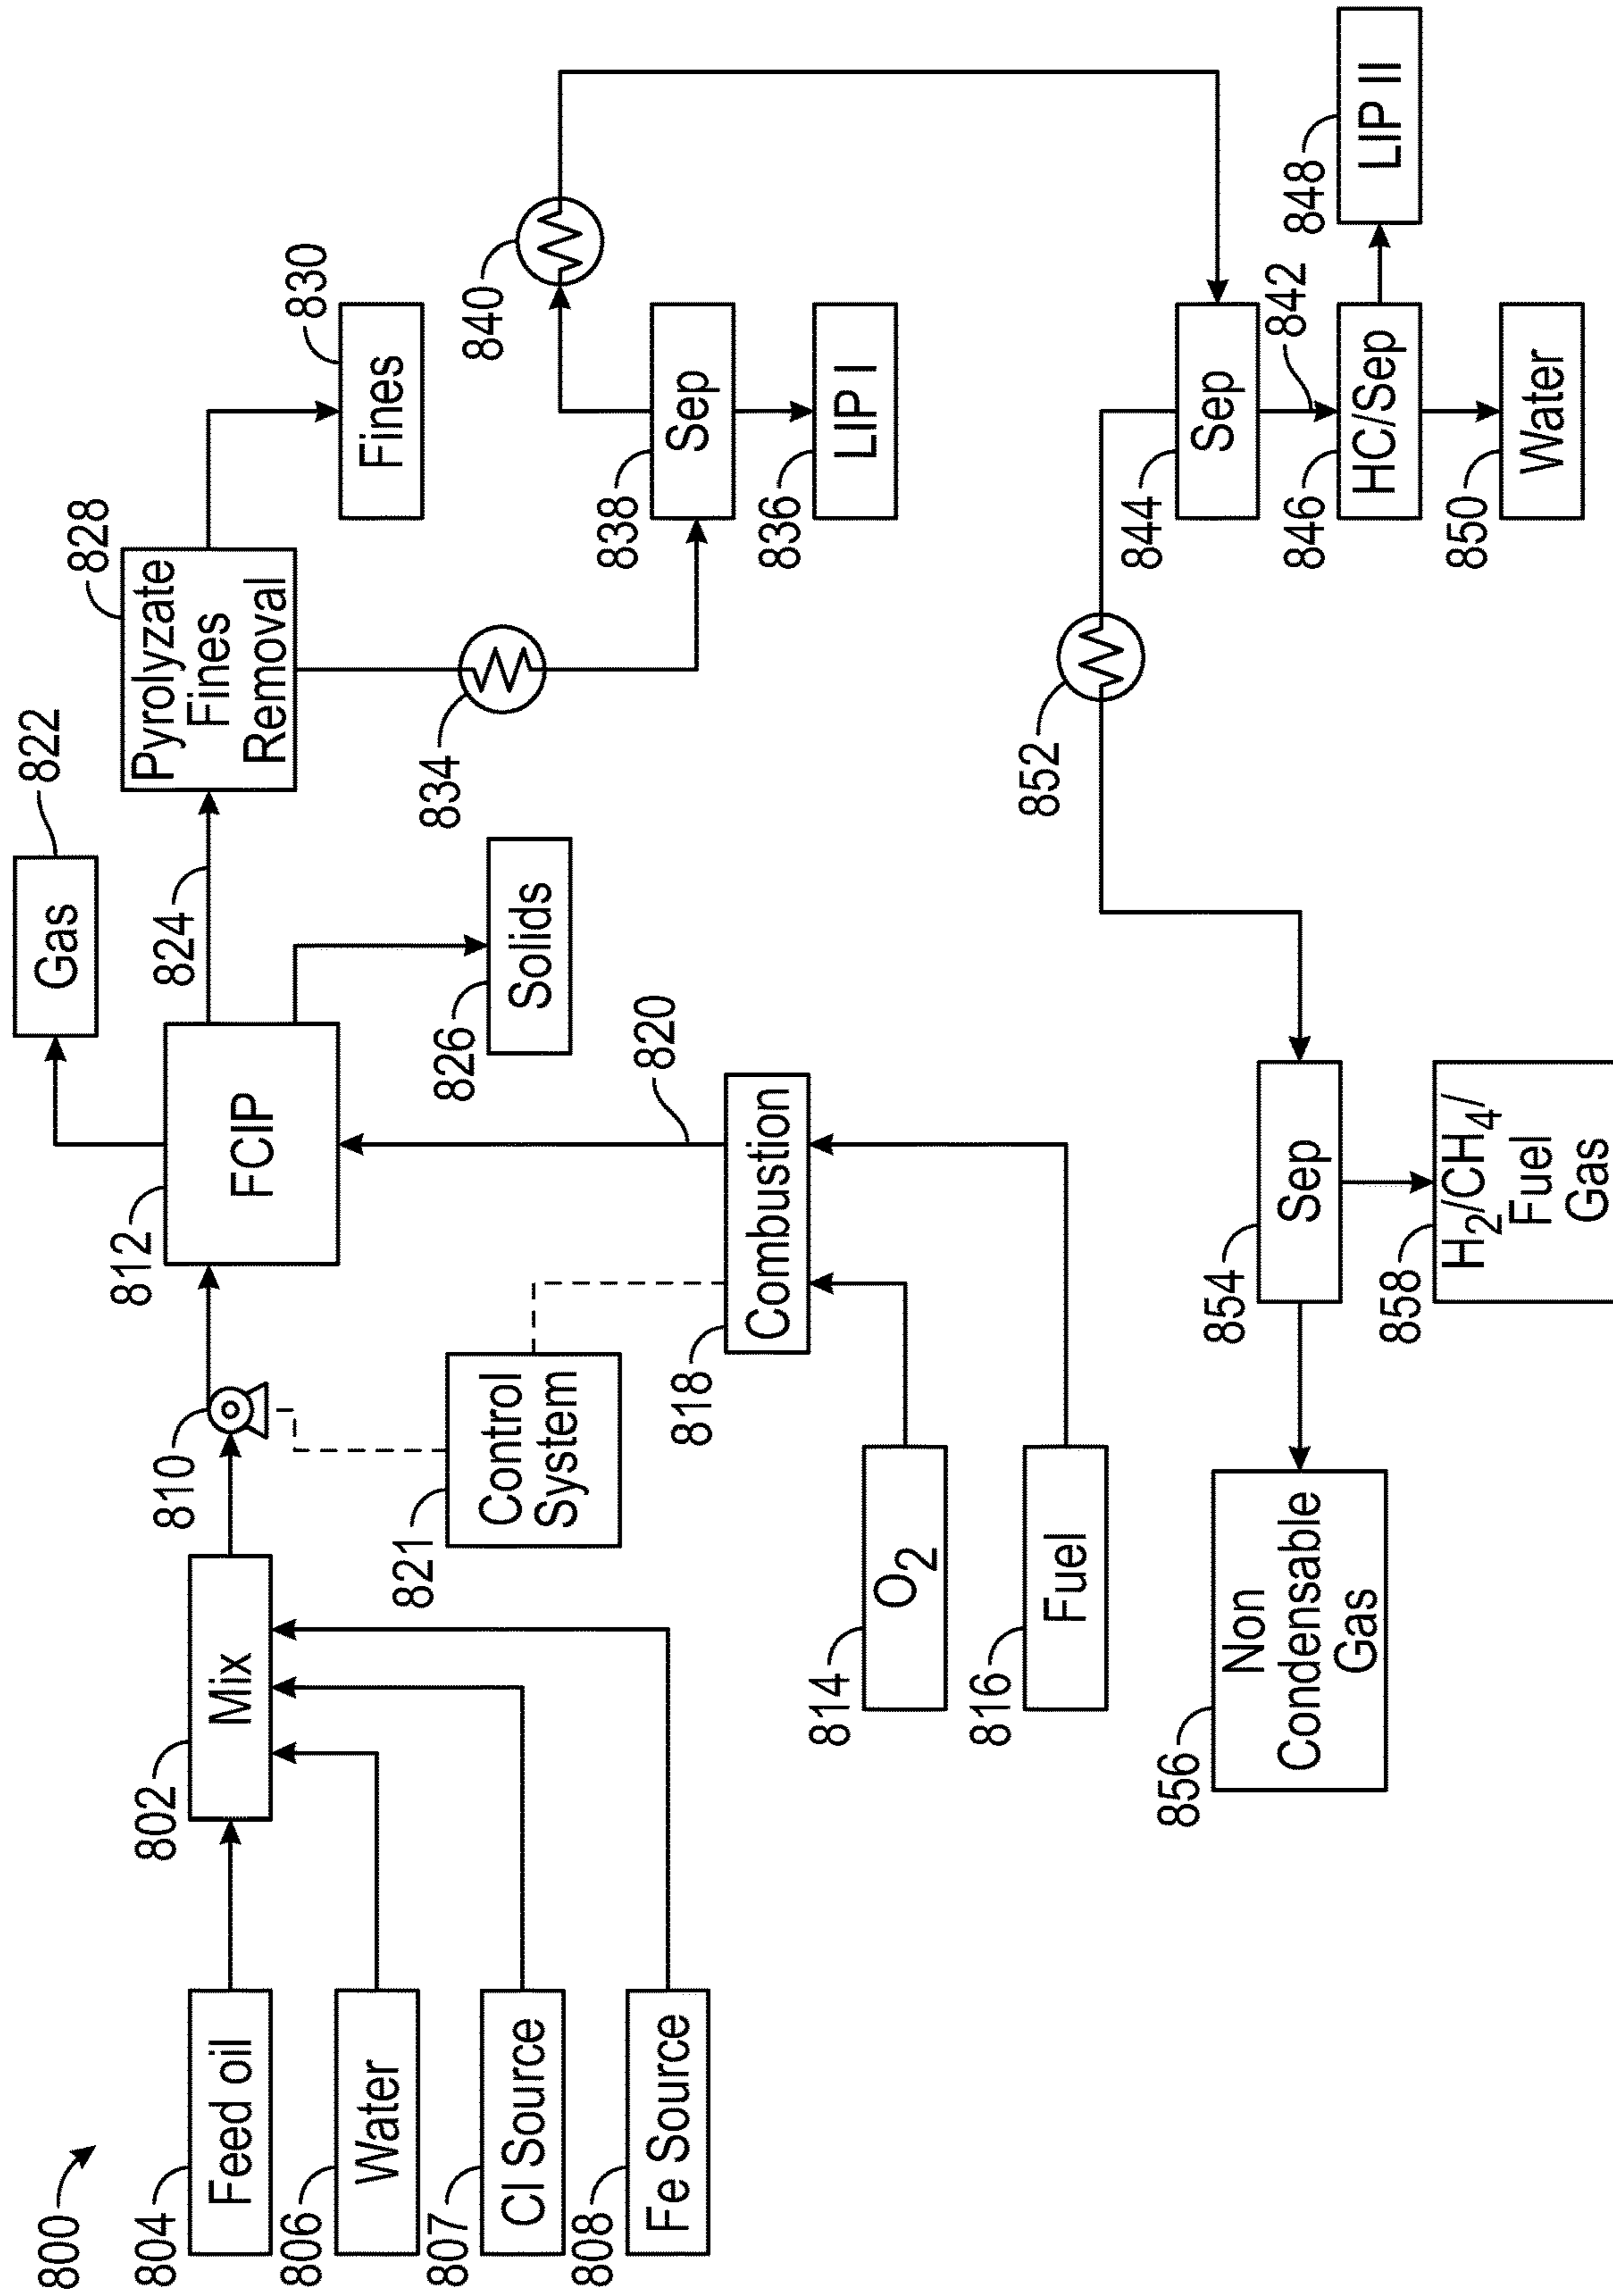 800
804
Feed oil
806
Water
807
Cl Source
808
Fe Source
802
Mix
810
821
Control
System
814
O2
816
Fuel
818
Combustion
820
812
FCIP
822
Gas
824
826
Solids
828
Pyrolyzate
Fines
Removal
830
Fines
834
838
Sep
836
LIP I
840
844
Sep
842
846
HC/Sep
848
LIP II
850
Water
852
854
Sep
856
Non
Condensable
Gas
858
H2/CH4/
Fuel
Gas